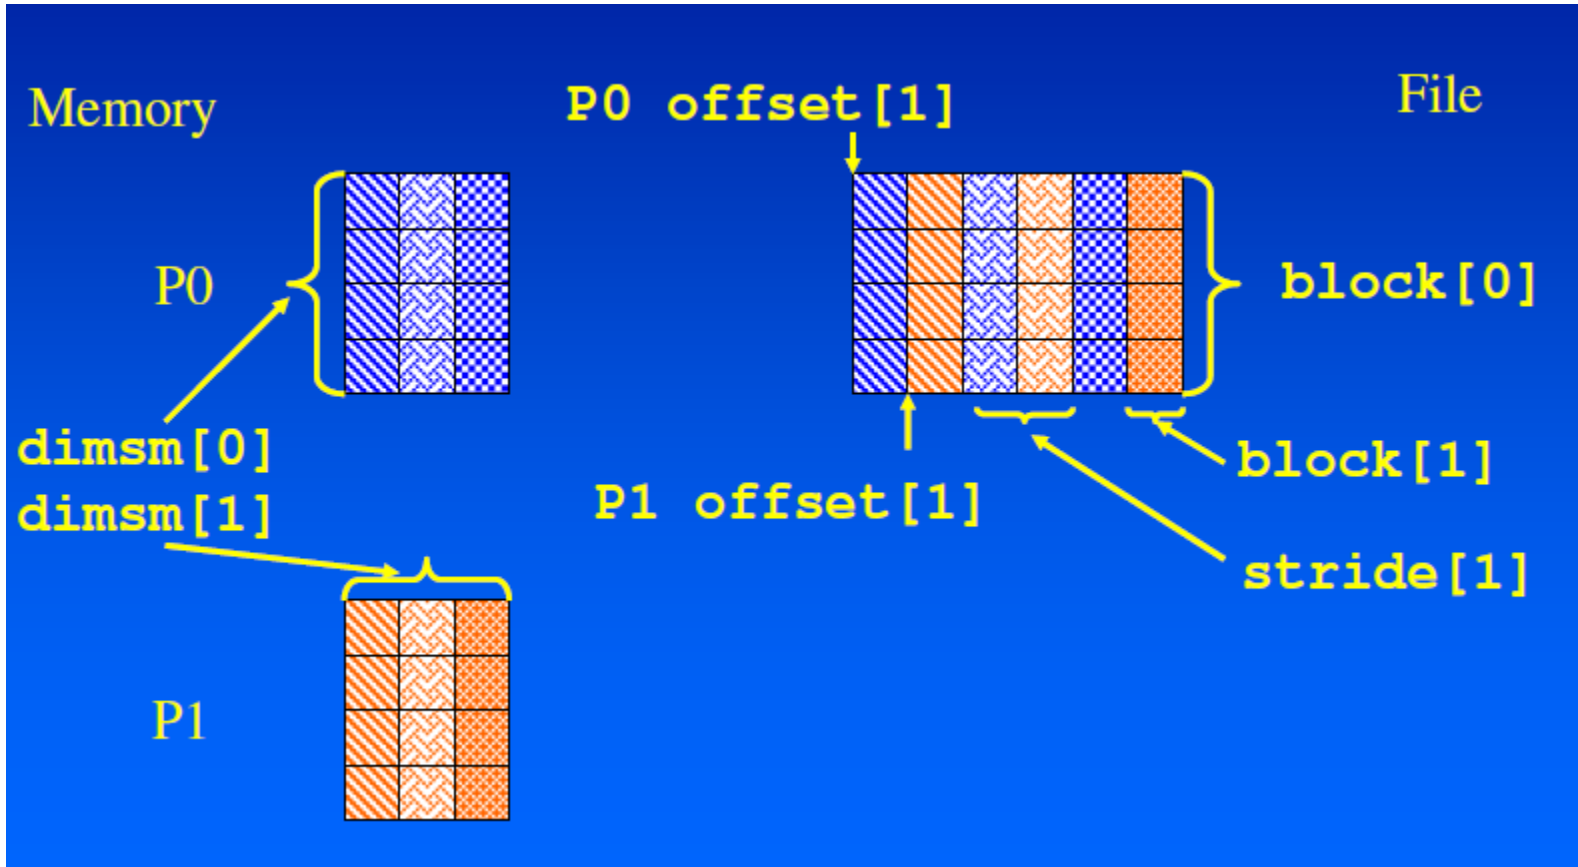 Memory
P0 offset[1]
File
P0
block[0]
dimsm[0]
dimsm[1]
block[1]
P1 offset[1]
stride[1]
P1